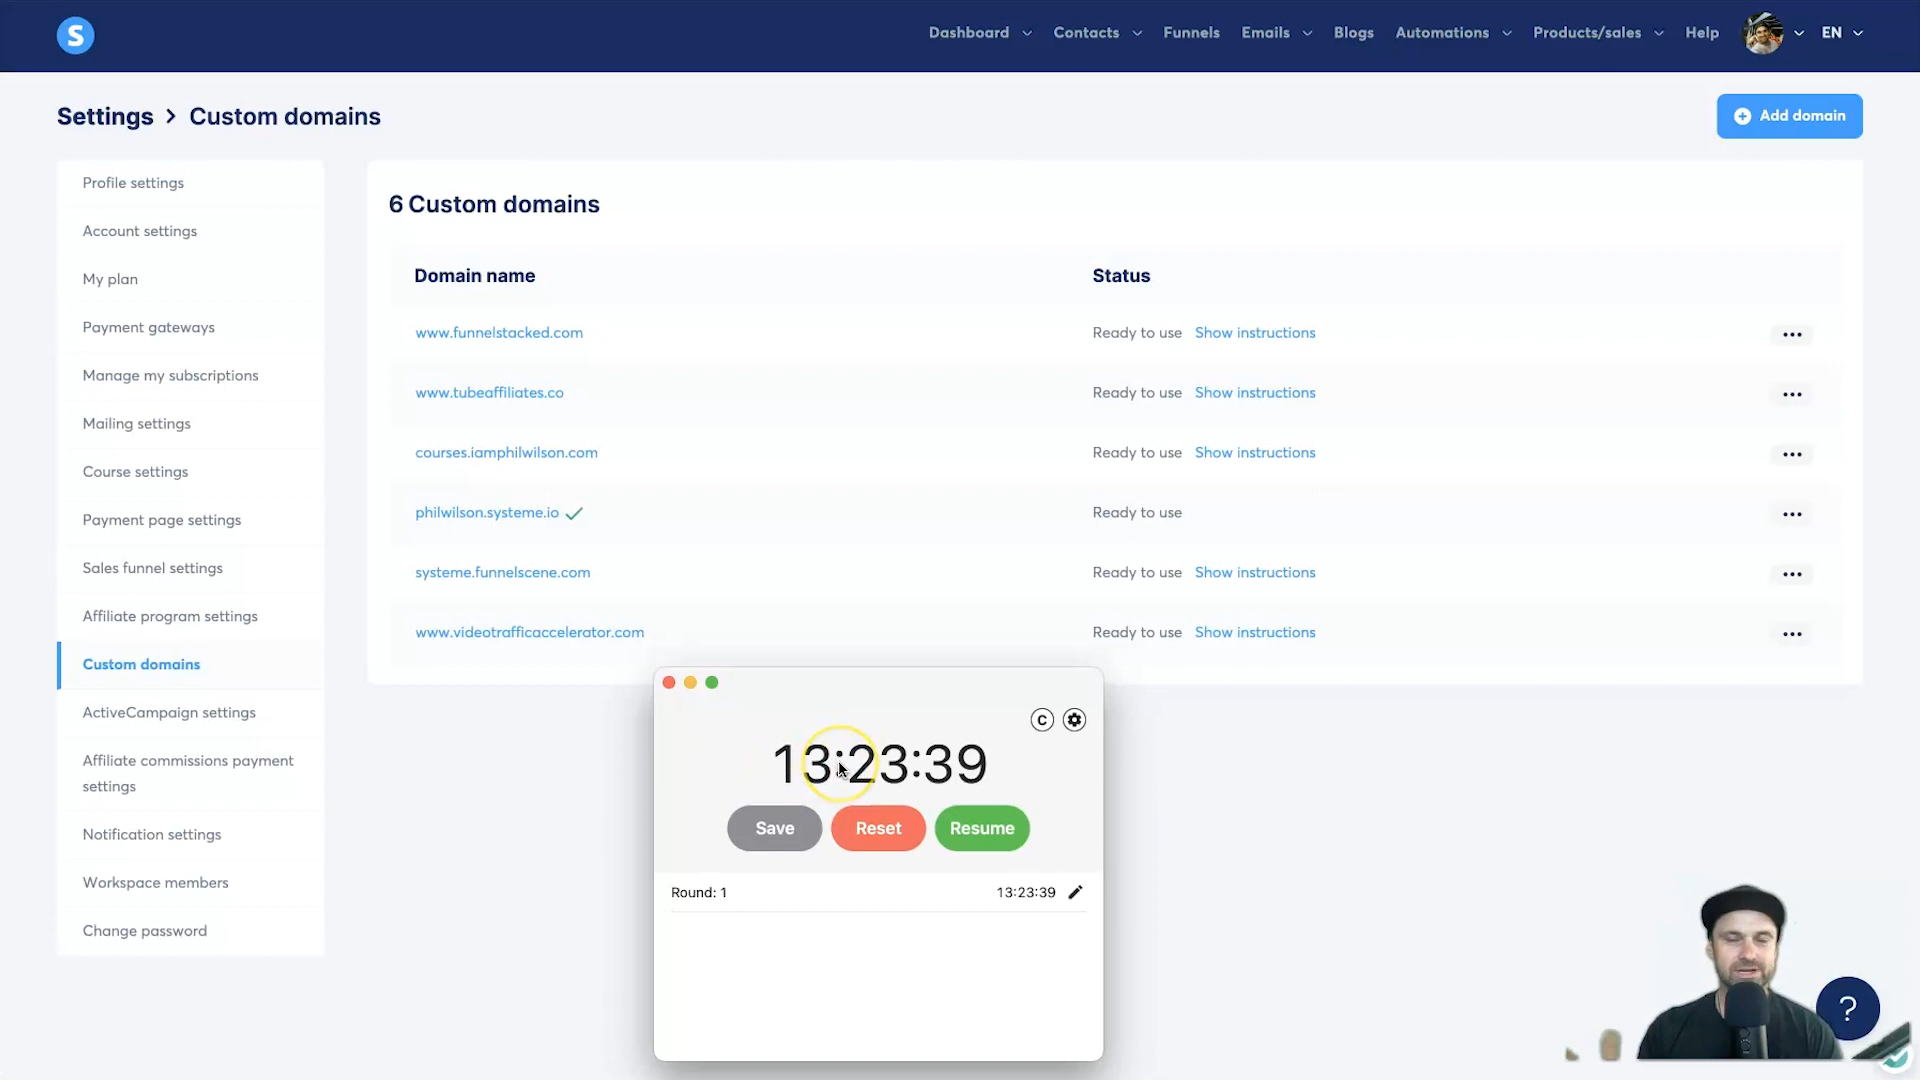 S
Dashboard
Contacts
Funnels
Emails
Blogs
Automations
Products/sales
Help
EN
Settings > Custom domains
Add domain
Profile settings
Account settings
My plan
Payment gateways
Manage my subscriptions
Mailing settings
Course settings
Payment page settings
Sales funnel settings
Affiliate program settings
Custom domains
ActiveCampaign settings
Affiliate commissions payment
settings
Notification settings
Workspace members
Change password
6 Custom domains
Domain name Status
www.funnelstacked.com Ready to use Show instructions
www.tubeaffiliates.co Ready to use Show instructions
courses.iamphilwilson.com Ready to use Show instructions
philwilson.systeme.io Ready to use
systeme.funnelscene.com Ready to use Show instructions
www.videotrafficaccelerator.com Ready to use Show instructions
C
13:23:39
Save Reset Resume
Round: 1 13:23:39
?